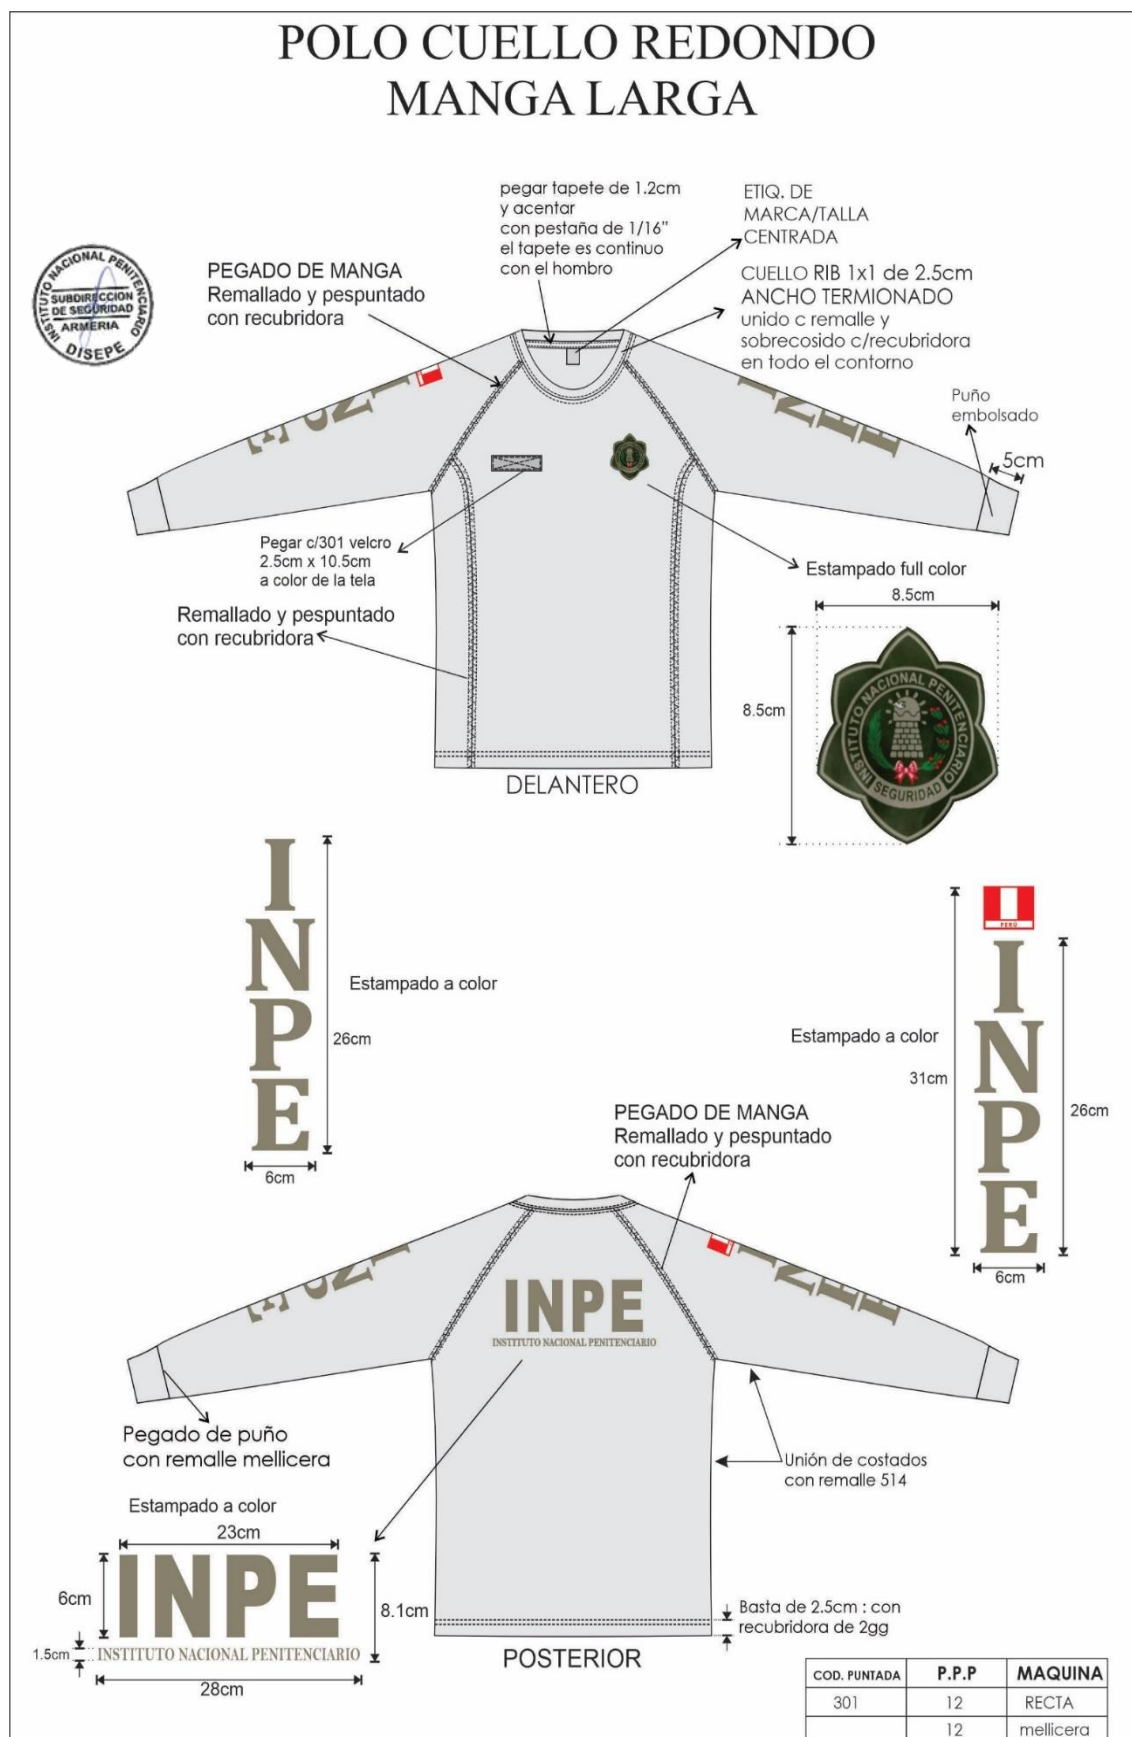 POLO CUELLO REDONDO
MANGA LARGA
pegar tapete de 1.2cm
y acentar
con pestaña de 1/16"
el tapete es continuo
con el hombro
ETIQ. DE
MARCA/TALLA
CENTRADA
INSTITUTO NACIONAL PENITENCIARIO
SUBDIRECCION
DE SEGURIDAD
ARMERIA
DISEPE
PEGADO DE MANGA
Remallado y pespuntado
con recubridora
CUELLO RIB 1x1 de 2.5cm
ANCHO TERMIONADO
unido c remalle y
sobrecosido c/recubridora
en todo el contorno
Puño
embolsado
5cm
Pegar c/301 velcro
2.5cm x 10.5cm
a color de la tela
Remallado y pespuntado
con recubridora
Estampado full color
8.5cm
8.5cm
INSTITUTO NACIONAL PENITENCIARIO
SEGURIDAD
DELANTERO
I
N
P
E
Estampado a color
26cm
6cm
PERÚ
I
N
P
E
Estampado a color
31cm
26cm
6cm
PEGADO DE MANGA
Remallado y pespuntado
con recubridora
INPE
INSTITUTO NACIONAL PENITENCIARIO
Pegado de puño
con remalle mellicera
Unión de costados
con remalle 514
Estampado a color
23cm
INPE
6cm
8.1cm
1.5cm
INSTITUTO NACIONAL PENITENCIARIO
28cm
Basta de 2.5cm : con
recubridora de 2gg
POSTERIOR
COD. PUNTADA P.P.P MAQUINA
301 12 RECTA
12 mellicera